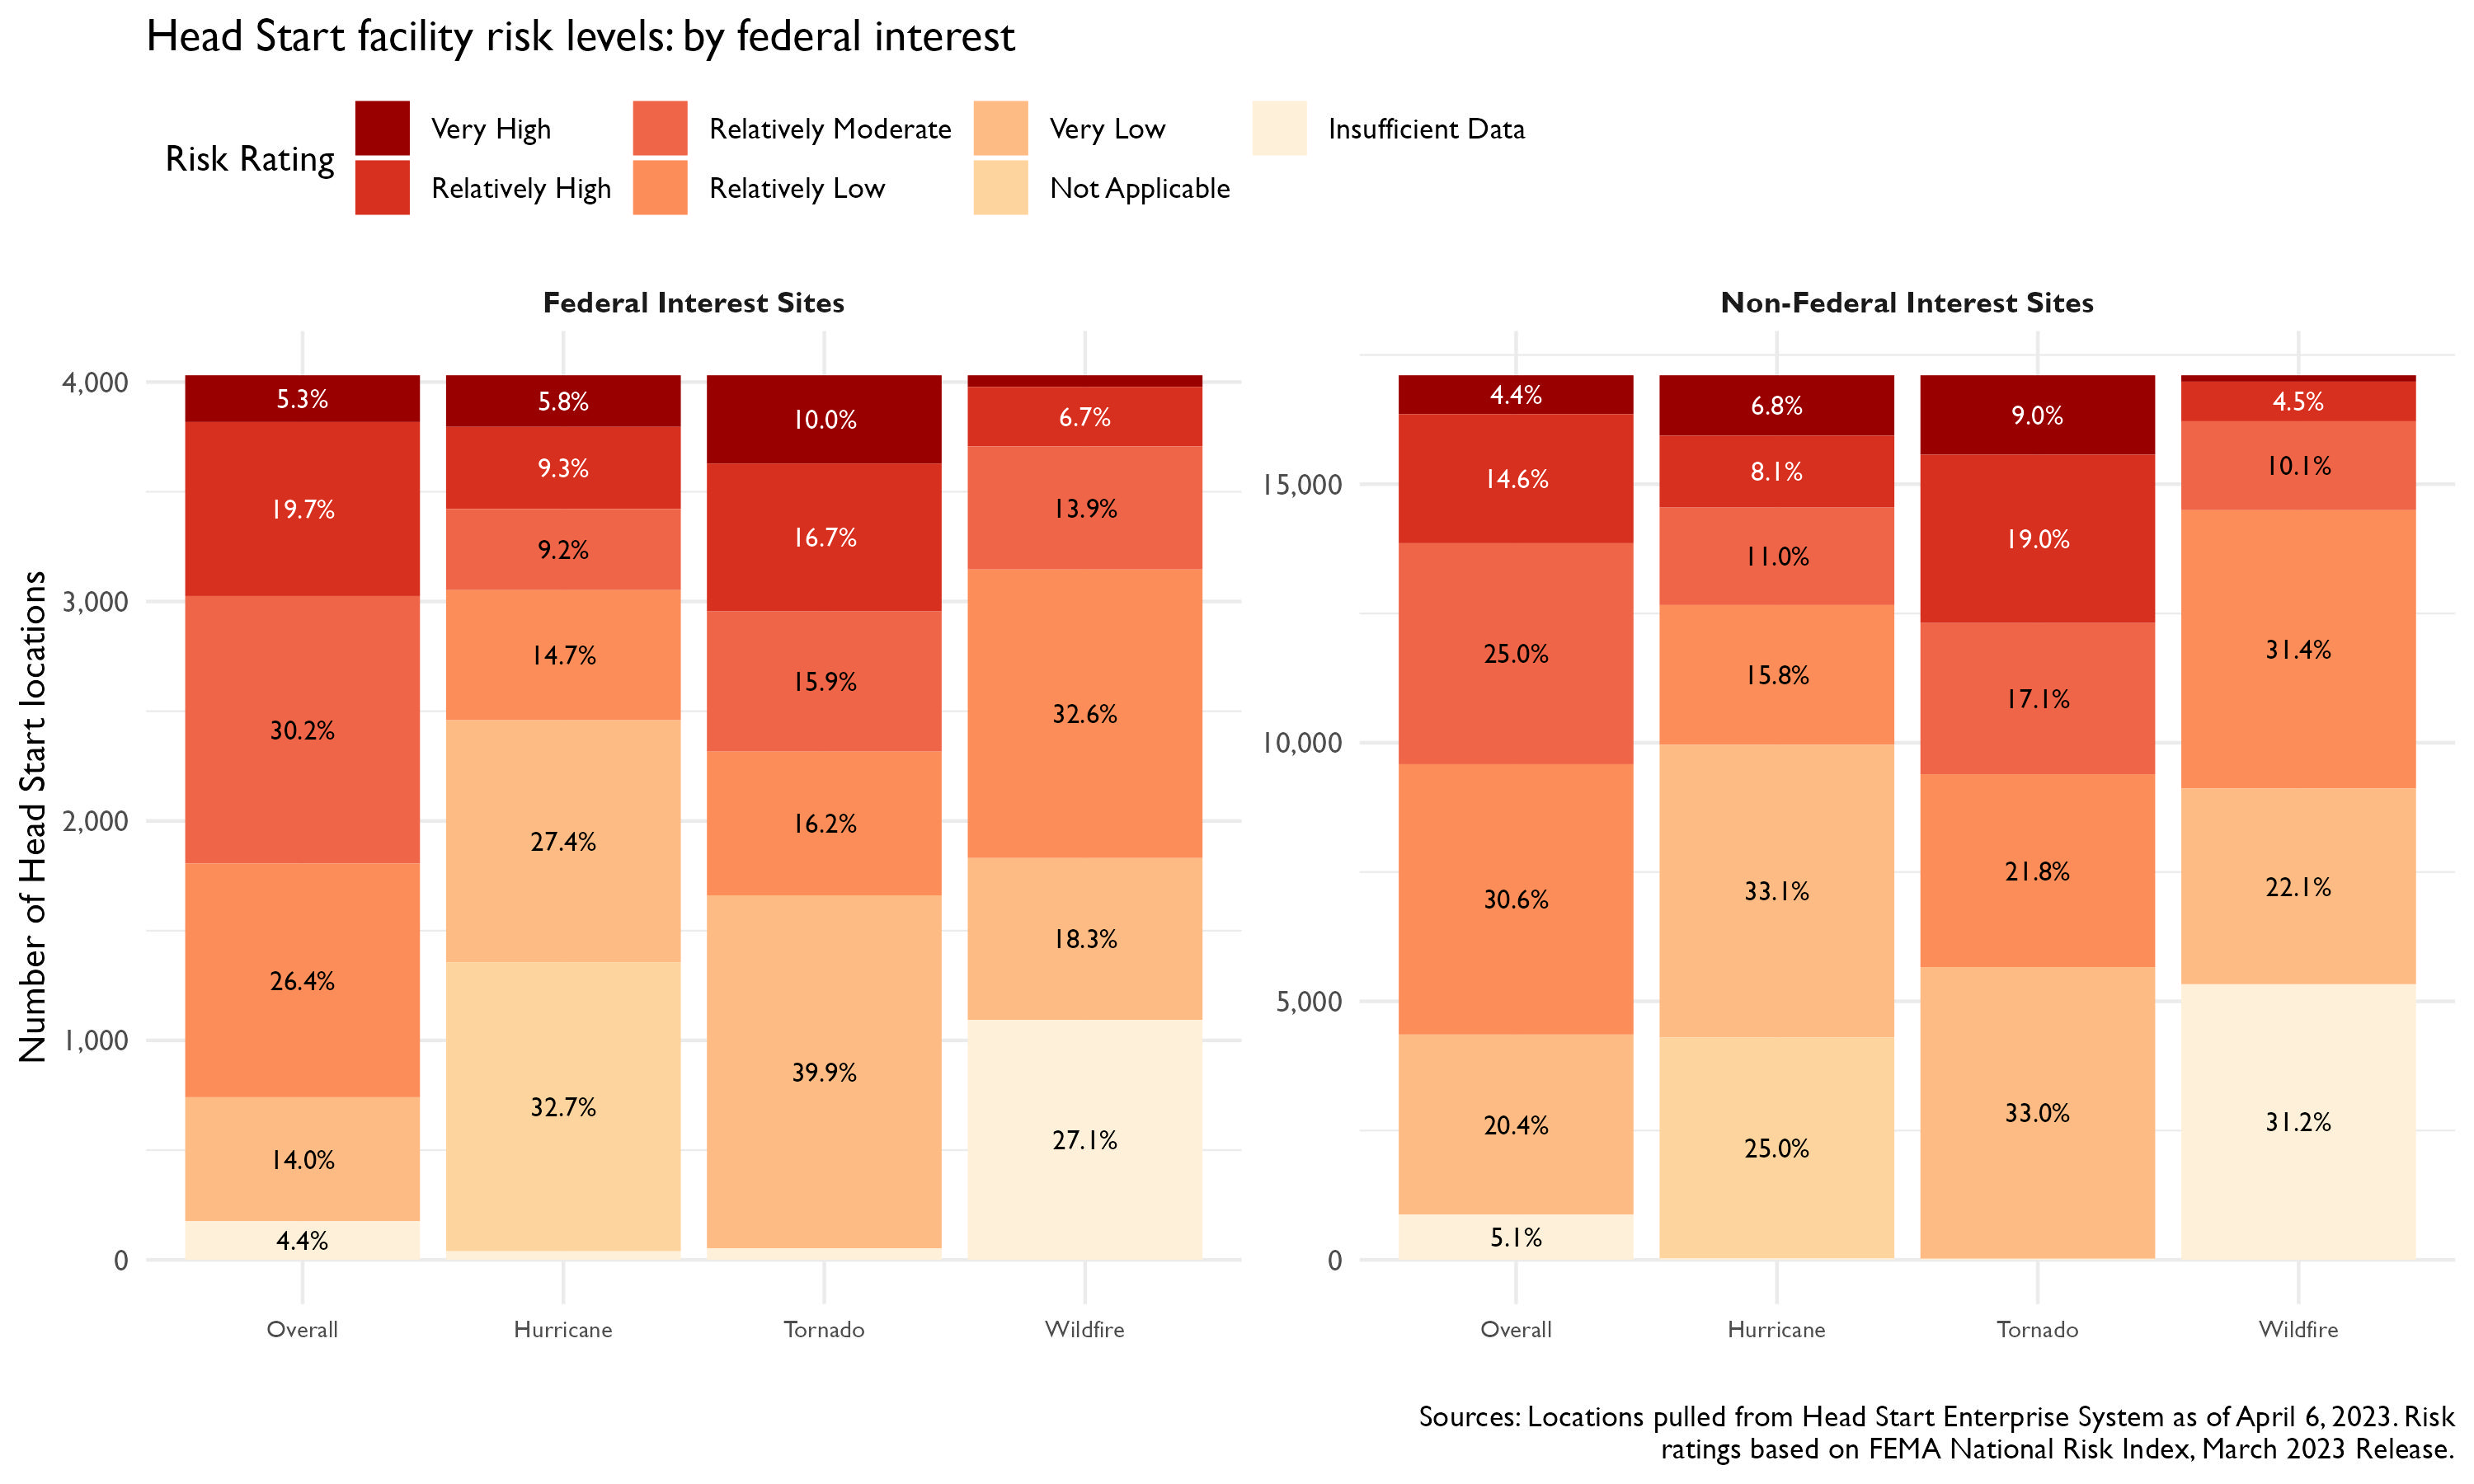 Head Start facility risk levels: by federal interest
Risk Rating
Very High
Relatively High
Relatively Moderate
Relatively Low
Very Low
Not Applicable
Insufficient Data
Federal Interest Sites
Number of Head Start locations
4,000
3,000
2,000
1,000
0
5.3%
19.7%
30.2%
26.4%
14.0%
4.4%
5.8%
9.3%
9.2%
14.7%
27.4%
32.7%
10.0%
16.7%
15.9%
16.2%
39.9%
6.7%
13.9%
32.6%
18.3%
27.1%
Overall
Hurricane
Tornado
Wildfire
Non-Federal Interest Sites
15,000
10,000
5,000
0
4.4%
14.6%
25.0%
30.6%
20.4%
5.1%
6.8%
8.1%
11.0%
15.8%
33.1%
25.0%
9.0%
19.0%
17.1%
21.8%
33.0%
4.5%
10.1%
31.4%
22.1%
31.2%
Overall
Hurricane
Tornado
Wildfire
Sources: Locations pulled from Head Start Enterprise System as of April 6, 2023. Risk
ratings based on FEMA National Risk Index, March 2023 Release.